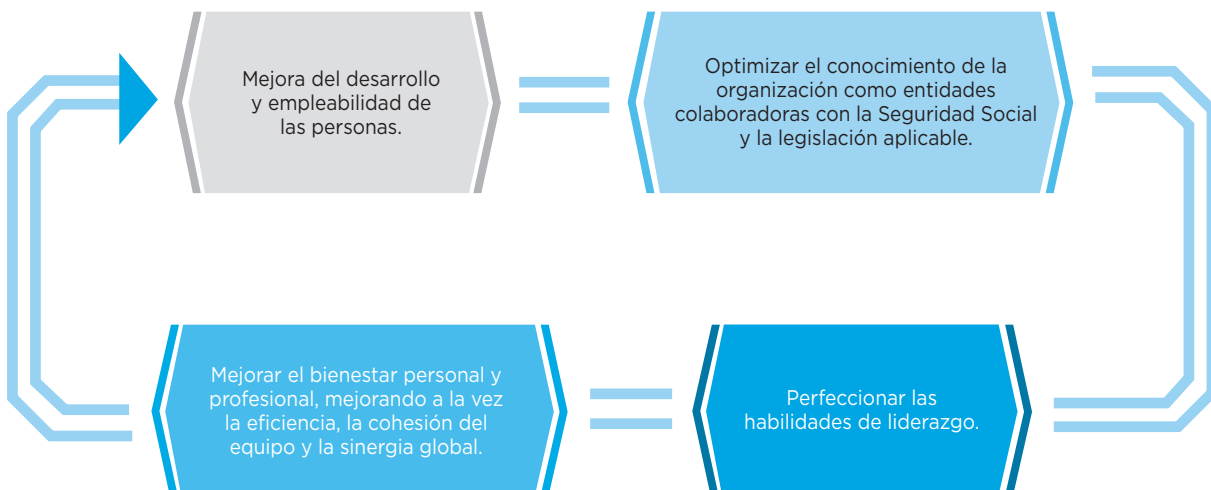 Mejora del desarrollo
y empleabilidad de
las personas.
Optimizar el conocimiento de la
organización como entidades
colaboradoras con la Seguridad Social
y la legislación aplicable.
Mejorar el bienestar personal y
profesional, mejorando a la vez
la eficiencia, la cohesión del
equipo y la sinergia global.
Perfeccionar las
habilidades de liderazgo.